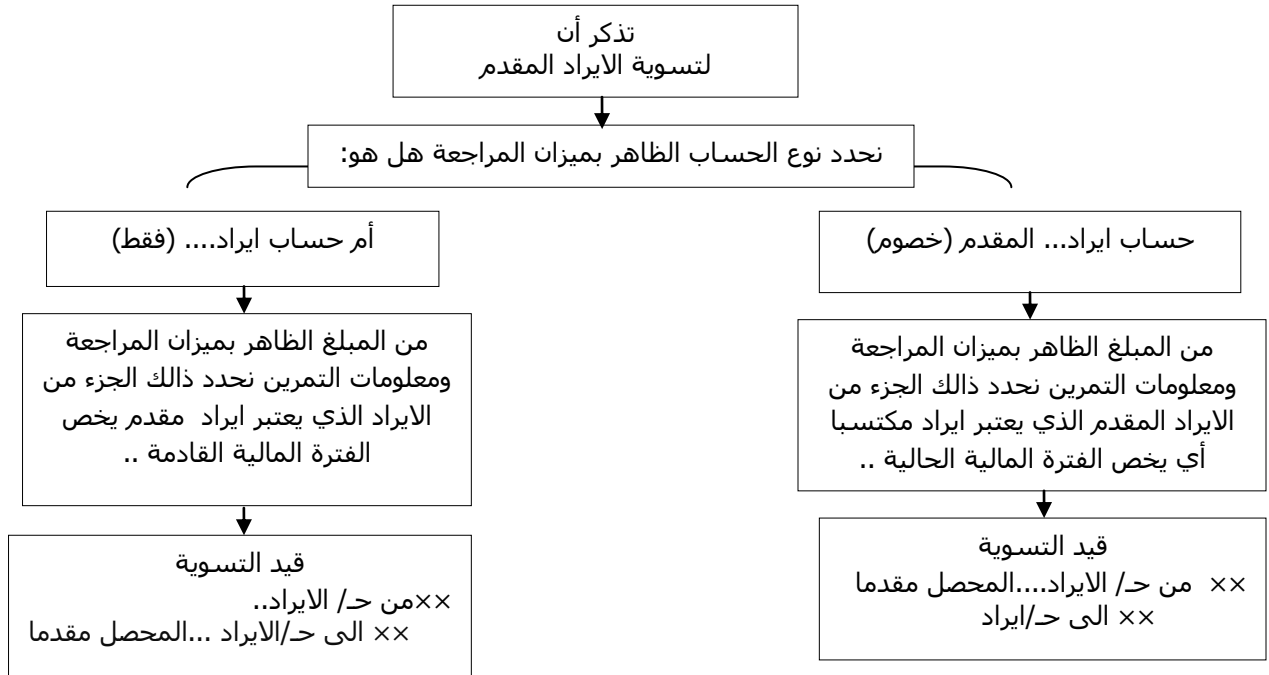 تذكر أن
لتسوية الايراد المقدم
نحدد نوع الحساب الظاهر بميزان المراجعة هل هو:
حساب ايراد... المقدم (خصوم)
أم حساب ايراد.... (فقط)
من المبلغ الظاهر بميزان المراجعة
ومعلومات التمرين نحدد ذالك الجزء من
الايراد المقدم الذي يعتبر ايراد مكتسبا
أي يخص الفترة المالية الحالية ..
من المبلغ الظاهر بميزان المراجعة
ومعلومات التمرين نحدد ذالك الجزء من
الايراد الذي يعتبر ايراد مقدم يخص
الفترة المالية القادمة ..
قيد التسوية
×× من حـ/ الايراد....المحصل مقدما
×× الى حـ/ايراد
قيد التسوية
××من حـ/ الايراد..
×× الى حـ/الايراد ...المحصل مقدما